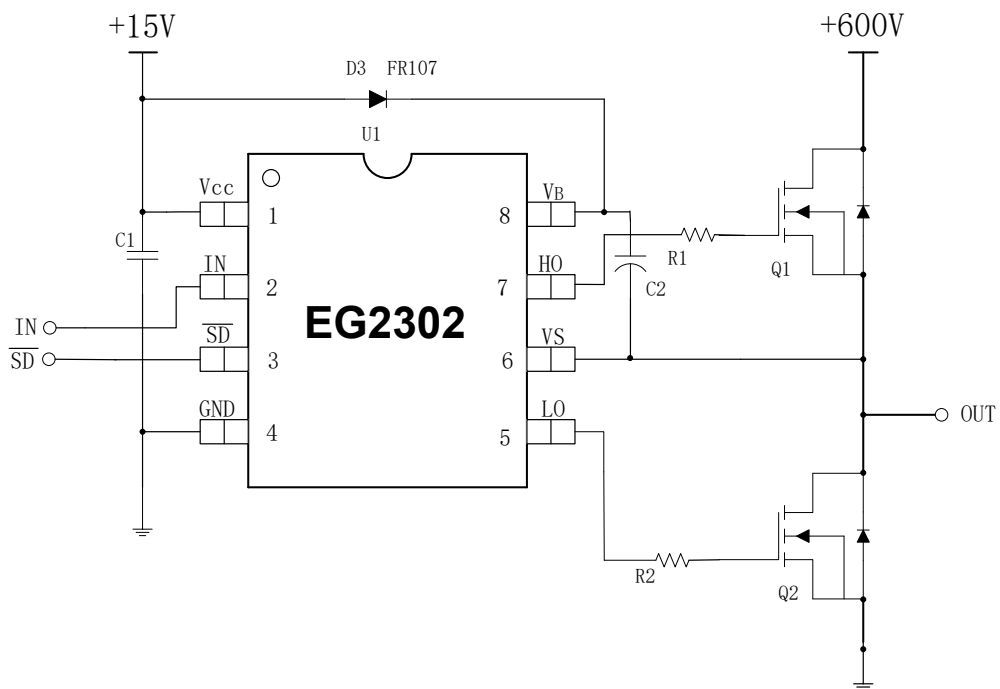 +15V
+600V
D3 FR107
U1
Vcc
1
8
VB
C1
IN
2
7
HO
R1
Q1
C2
EG2302
IN
SD
3
6
VS
SD
GND
4
5
LO
OUT
R2
Q2